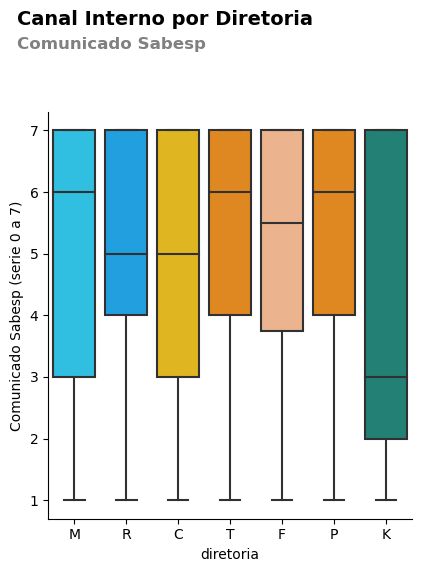 Canal Interno por Diretoria
Comunicado Sabesp
Comunicado Sabesp (serie 0 a 7)
7
6
5
4
3
2
1
M R C T F P K
diretoria